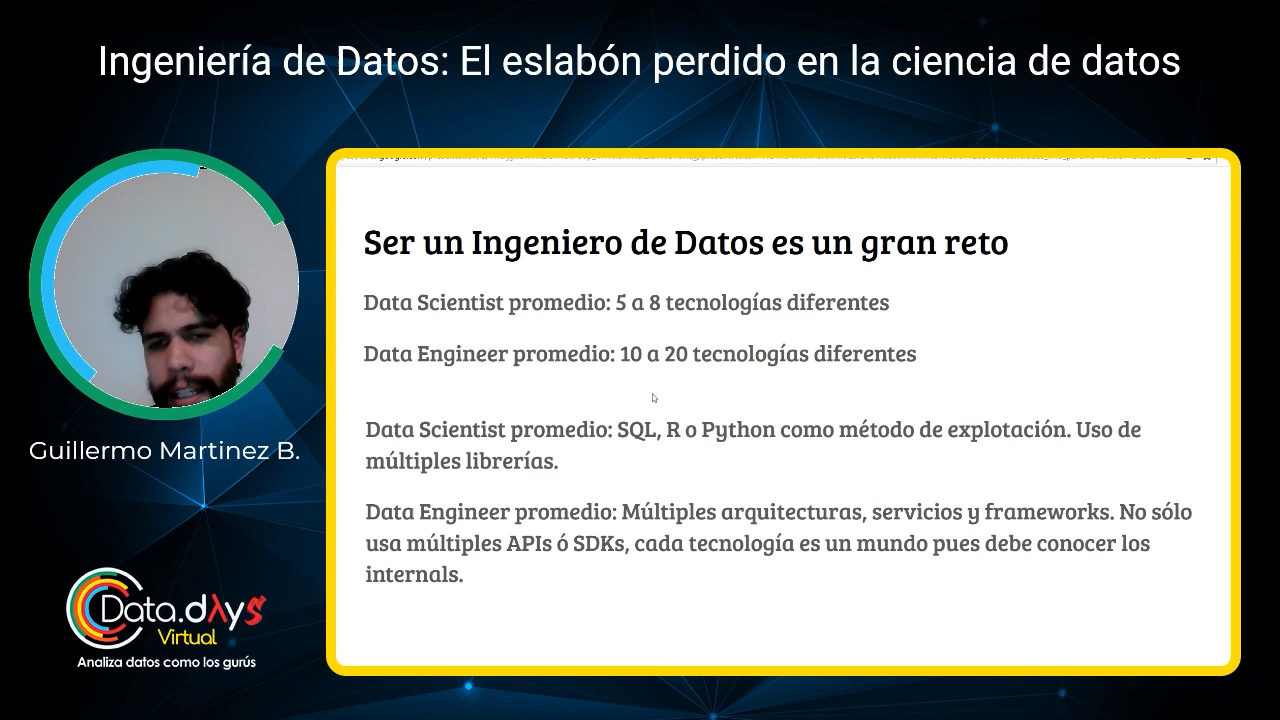 Ingeniería de Datos: El eslabón perdido en la ciencia de datos
Ser un Ingeniero de Datos es un gran reto
Data Scientist promedio: 5 a 8 tecnologías diferentes
Data Engineer promedio: 10 a 20 tecnologías diferentes
Data Scientist promedio: SQL, R o Python como método de explotación. Uso de
múltiples librerías.
Data Engineer promedio: Múltiples arquitecturas, servicios y frameworks. No sólo
usa múltiples APIs ó SDKs, cada tecnología es un mundo pues debe conocer los
internals.
Guillermo Martinez B.
Data.dλys
Virtual
Analiza datos como los gurús